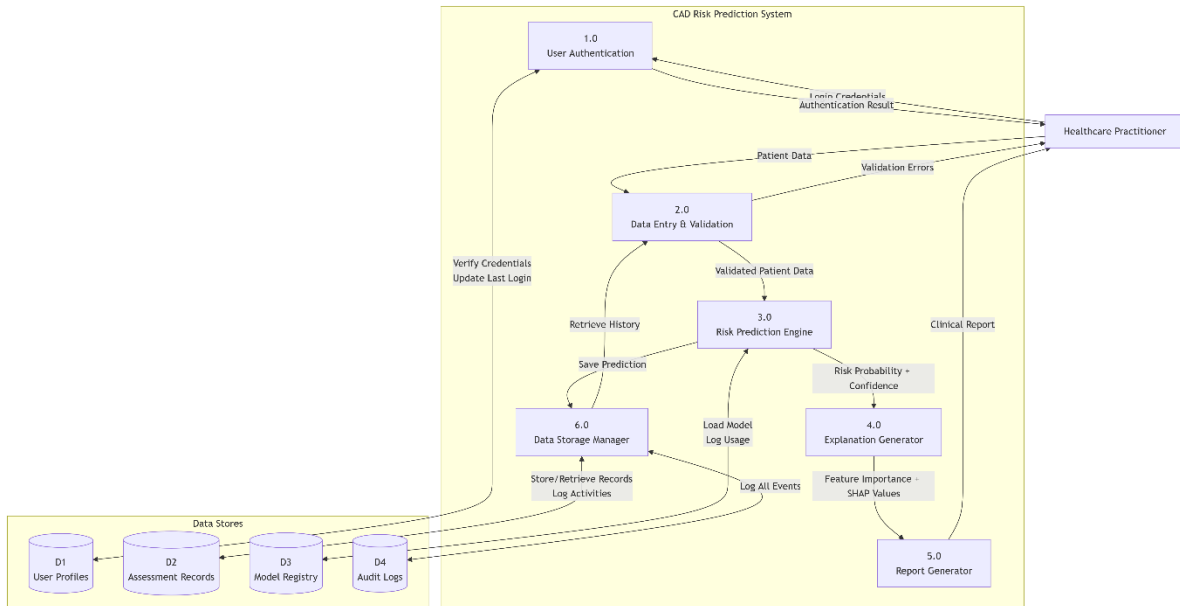 CAD Risk Prediction System
1.0
User Authentication
Login Credentials
Authentication Result
Healthcare Practitioner
Patient Data
Validation Errors
2.0
Data Entry & Validation
Verify Credentials
Update Last Login
Validated Patient Data
3.0
Risk Prediction Engine
Retrieve History
Clinical Report
Save Prediction
Risk Probability +
Confidence
6.0
Data Storage Manager
Load Model
Log Usage
4.0
Explanation Generator
Store/Retrieve Records
Log Activities
Log All Events
Feature Importance +
SHAP Values
Data Stores
D1
User Profiles
D2
Assessment Records
D3
Model Registry
D4
Audit Logs
5.0
Report Generator